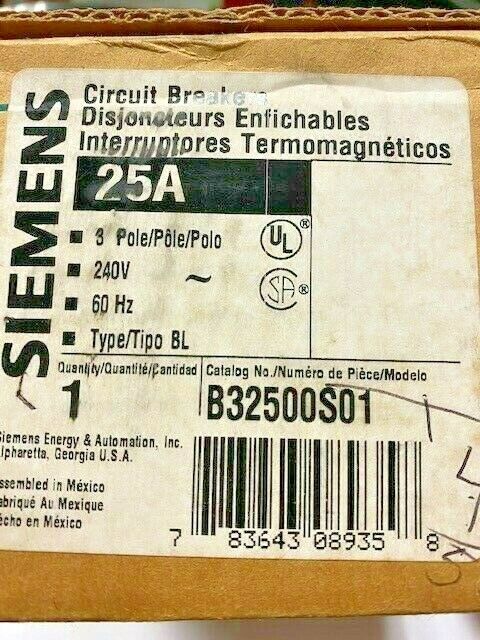 SIEMENS
Circuit Breakers
Disjoncteurs Enfichables
Interruptores Termomagnéticos
25A
3 Pole/Pôle/Polo
240V ~
60 Hz
Type/Tipo BL
UL ®
SA ®
Quantity/Quantité/Cantidad
1
Catalog No./Numéro de Pièce/Modelo
B32500S01
Siemens Energy & Automation, Inc.
Alpharetta, Georgia U.S.A.
Assembled in México
Fabriqué Au Mexique
Hecho en México
7 83643 08935 8